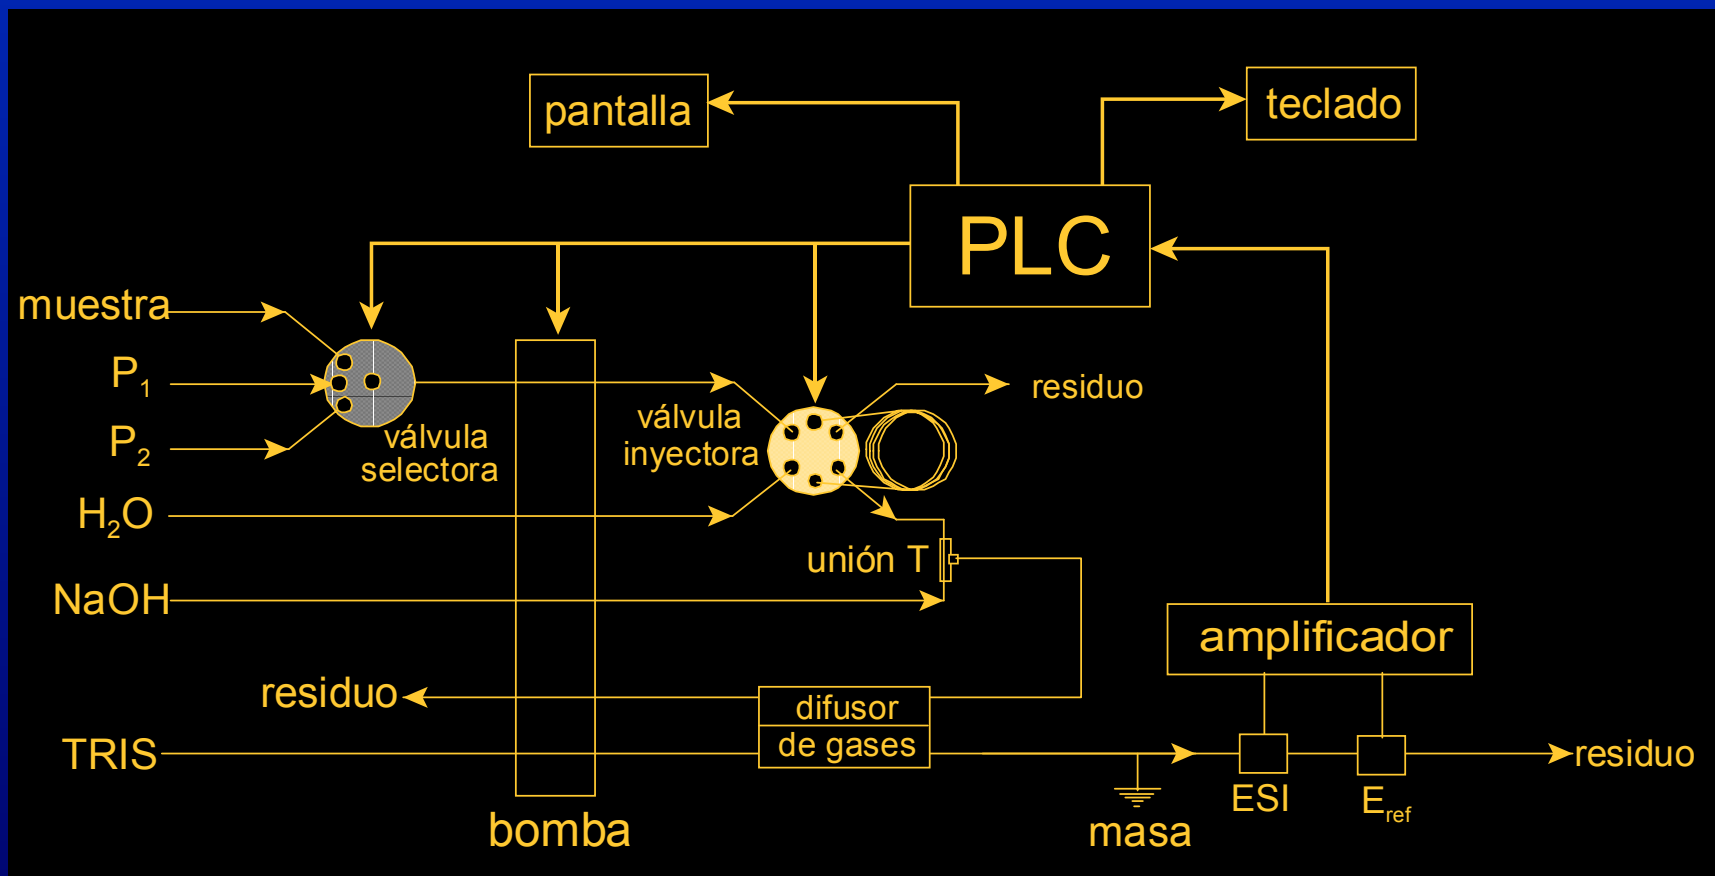 pantalla
teclado
PLC
muestra
P₁
P₂
válvula
selectora
válvula
inyectora
residuo
H₂O
unión T
NaOH
amplificador
residuo
difusor
de gases
TRIS
residuo
ESI
E_ref
masa
bomba